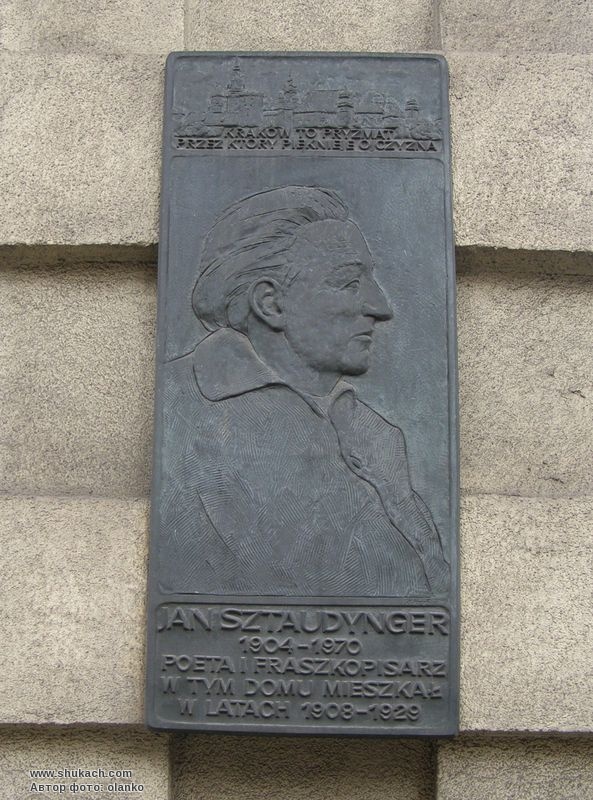 KRAKÓW TO PRYZMAT
PRZEZ KTÓRY PIĘKNIEJE OJCZYZNA
JAN SZTAUDYNGER
1904-1970
POETA I FRASZKOPISARZ
W TYM DOMU MIESZKAŁ
W LATACH 1908-1929
www.shukach.com
Автор фото: olanko